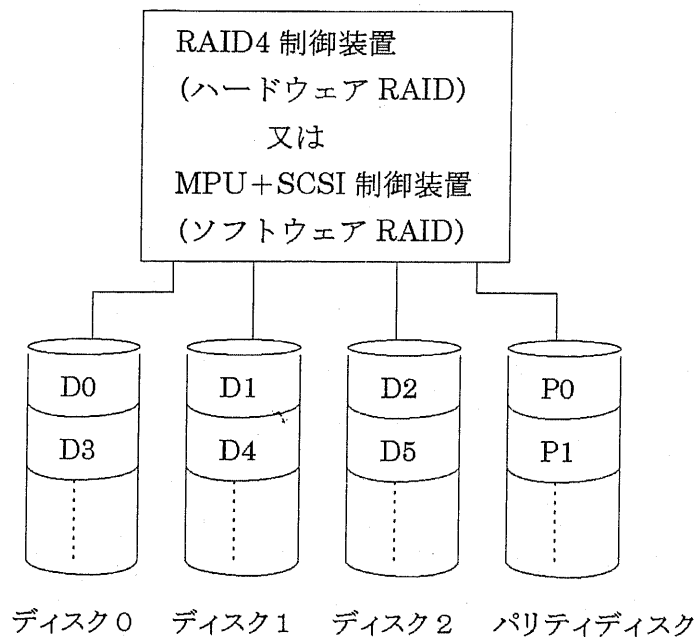 RAID4 制御装置
(ハードウェア RAID)
又は
MPU+SCSI 制御装置
(ソフトウェア RAID)
D0 D1 D2 P0
D3 D4 D5 P1
ディスク0 ディスク1 ディスク2 パリティディスク